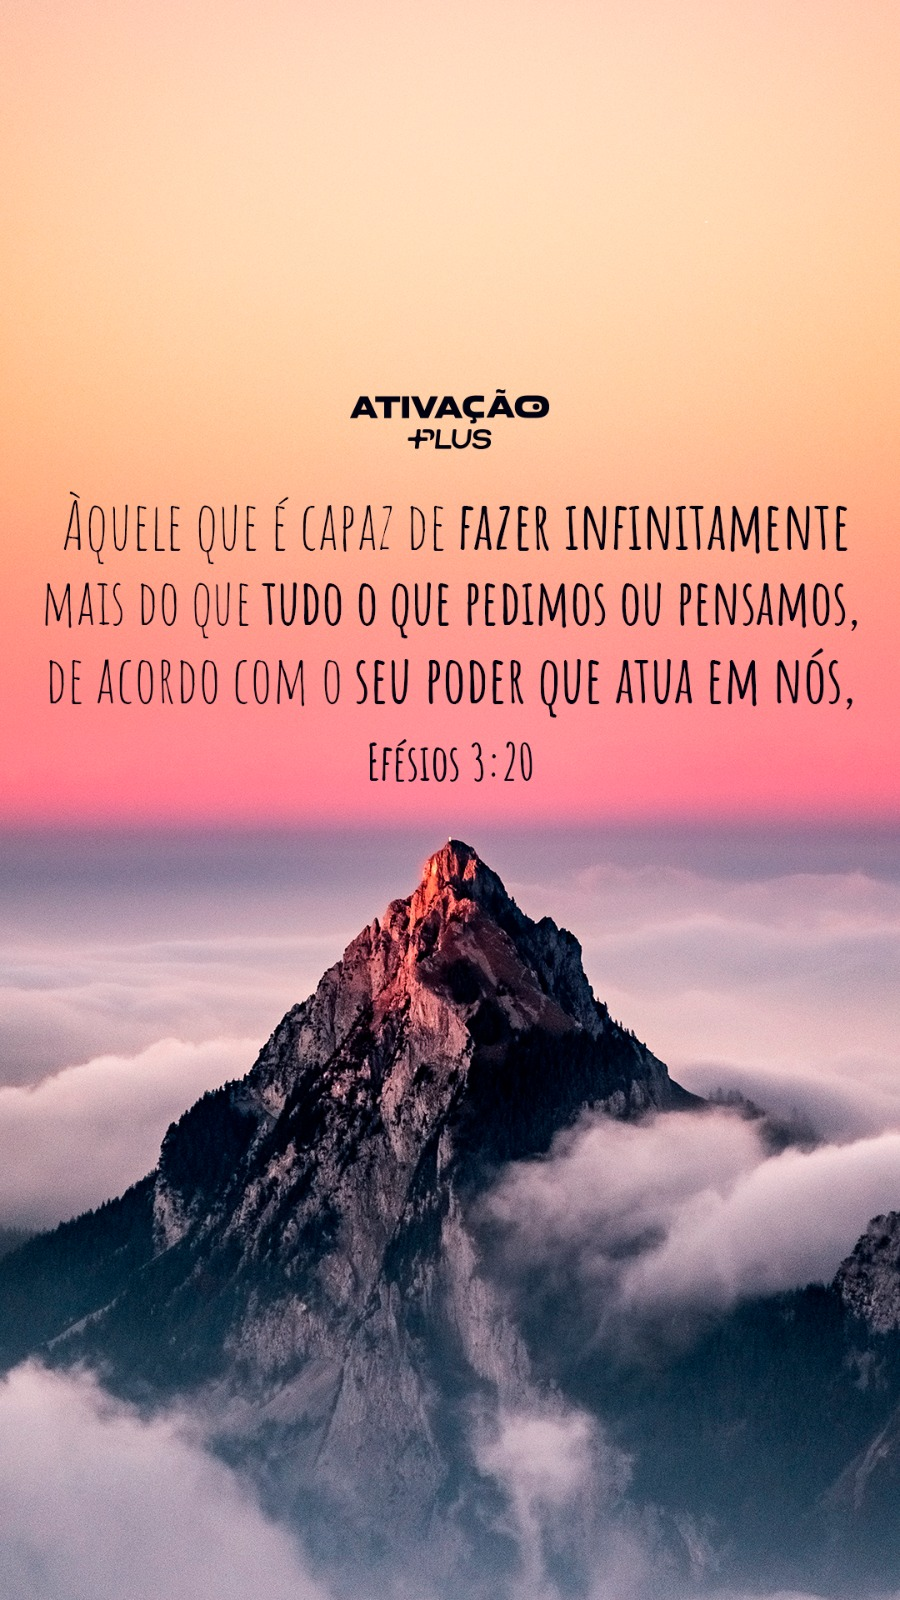 ATIVAÇÃO
+PLUS
Àquele que é capaz de fazer infinitamente
mais do que tudo o que pedimos ou pensamos,
de acordo com o seu poder que atua em nós,
Efésios 3:20